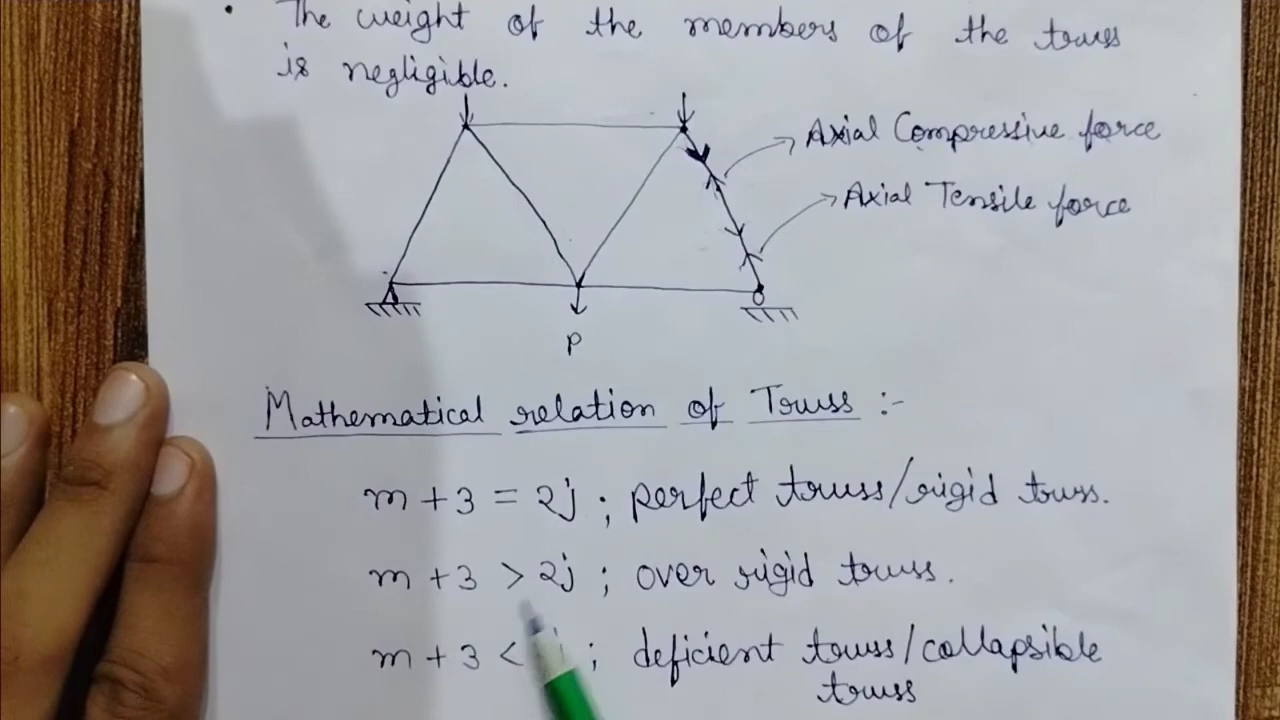 • The weight of the members of the truss
is negligible.
Axial Compressive force
Axial Tensile force
P
Mathematical relation of Truss :-
m + 3 = 2j ; perfect truss/rigid truss.
m + 3 > 2j ; over rigid truss.
m + 3 < j ; deficient truss/collapsible
truss